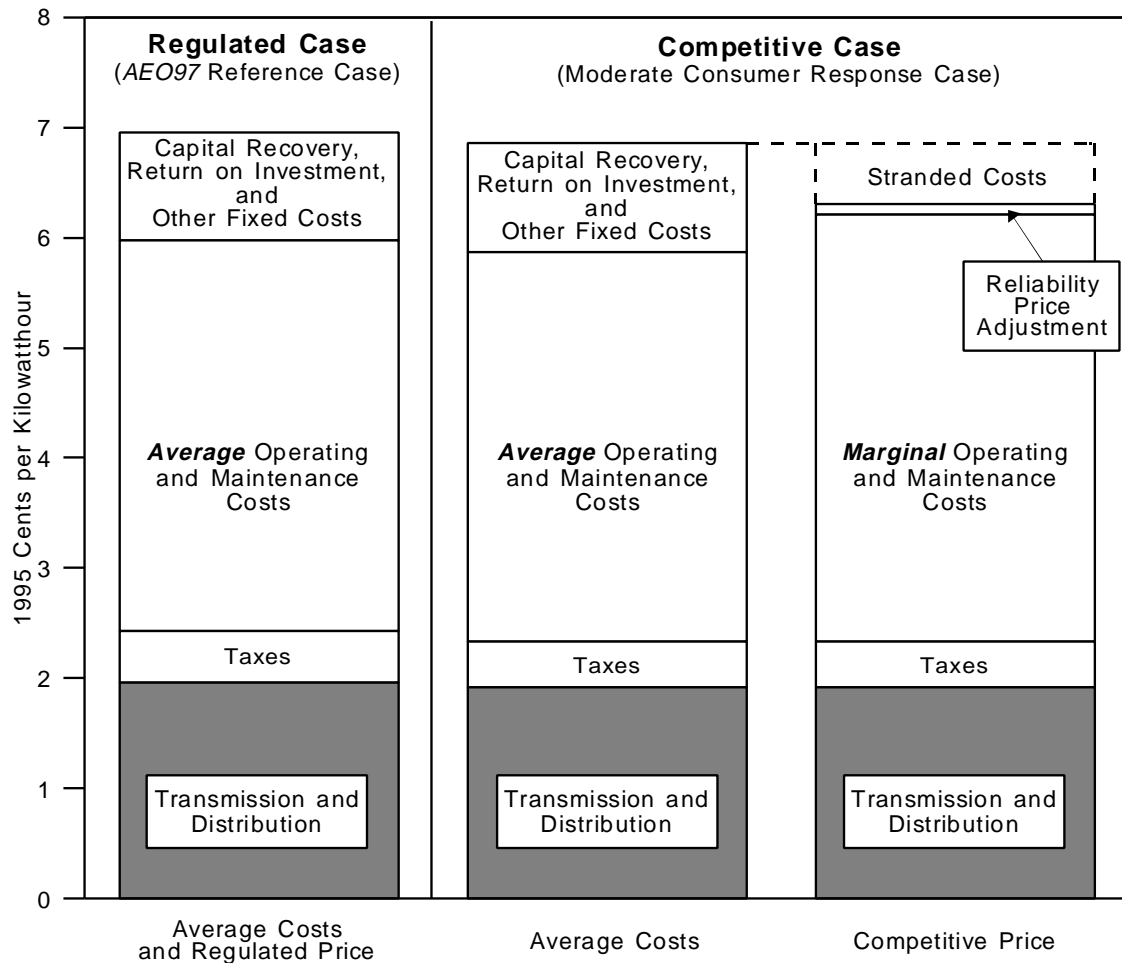 8
7
6
5
4
3
2
1
0
1995 Cents per Kilowatthour
Regulated Case
(AEO97 Reference Case)
Capital Recovery,
Return on Investment,
and
Other Fixed Costs
Average Operating
and Maintenance
Costs
Taxes
Transmission and
Distribution
Average Costs
and Regulated Price
Competitive Case
(Moderate Consumer Response Case)
Capital Recovery,
Return on Investment,
and
Other Fixed Costs
Average Operating
and Maintenance
Costs
Taxes
Transmission and
Distribution
Average Costs
Stranded Costs
Reliability
Price
Adjustment
Marginal Operating
and Maintenance
Costs
Taxes
Transmission and
Distribution
Competitive Price